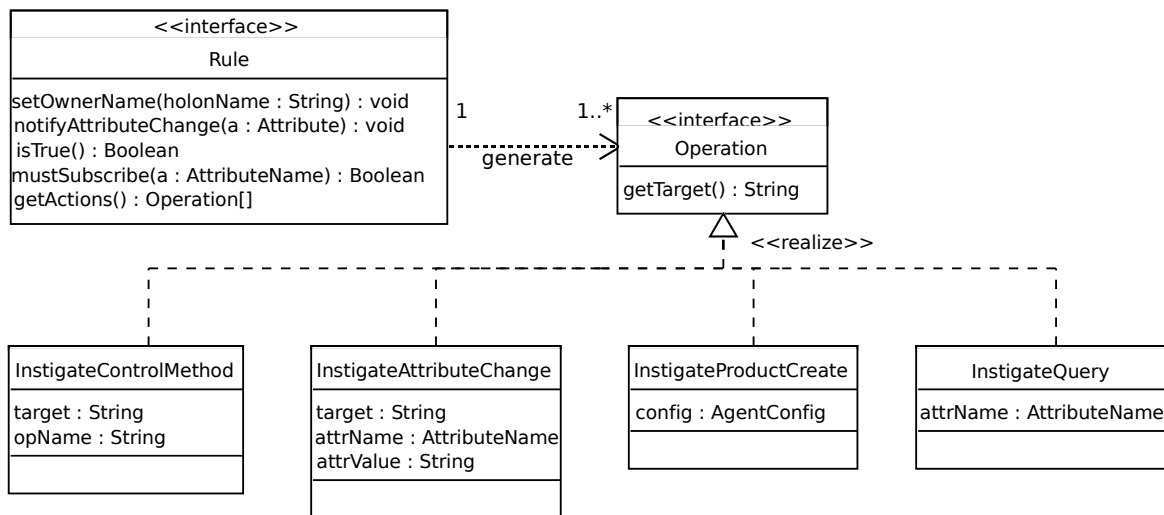 <<interface>>
Rule
setOwnerName(holonName : String) : void
notifyAttributeChange(a : Attribute) : void
isTrue() : Boolean
mustSubscribe(a : AttributeName) : Boolean
getActions() : Operation[]
1
1..*
generate
<<interface>>
Operation
getTarget() : String
<<realize>>
InstigateControlMethod
target : String
opName : String
InstigateAttributeChange
target : String
attrName : AttributeName
attrValue : String
InstigateProductCreate
config : AgentConfig
InstigateQuery
attrName : AttributeName